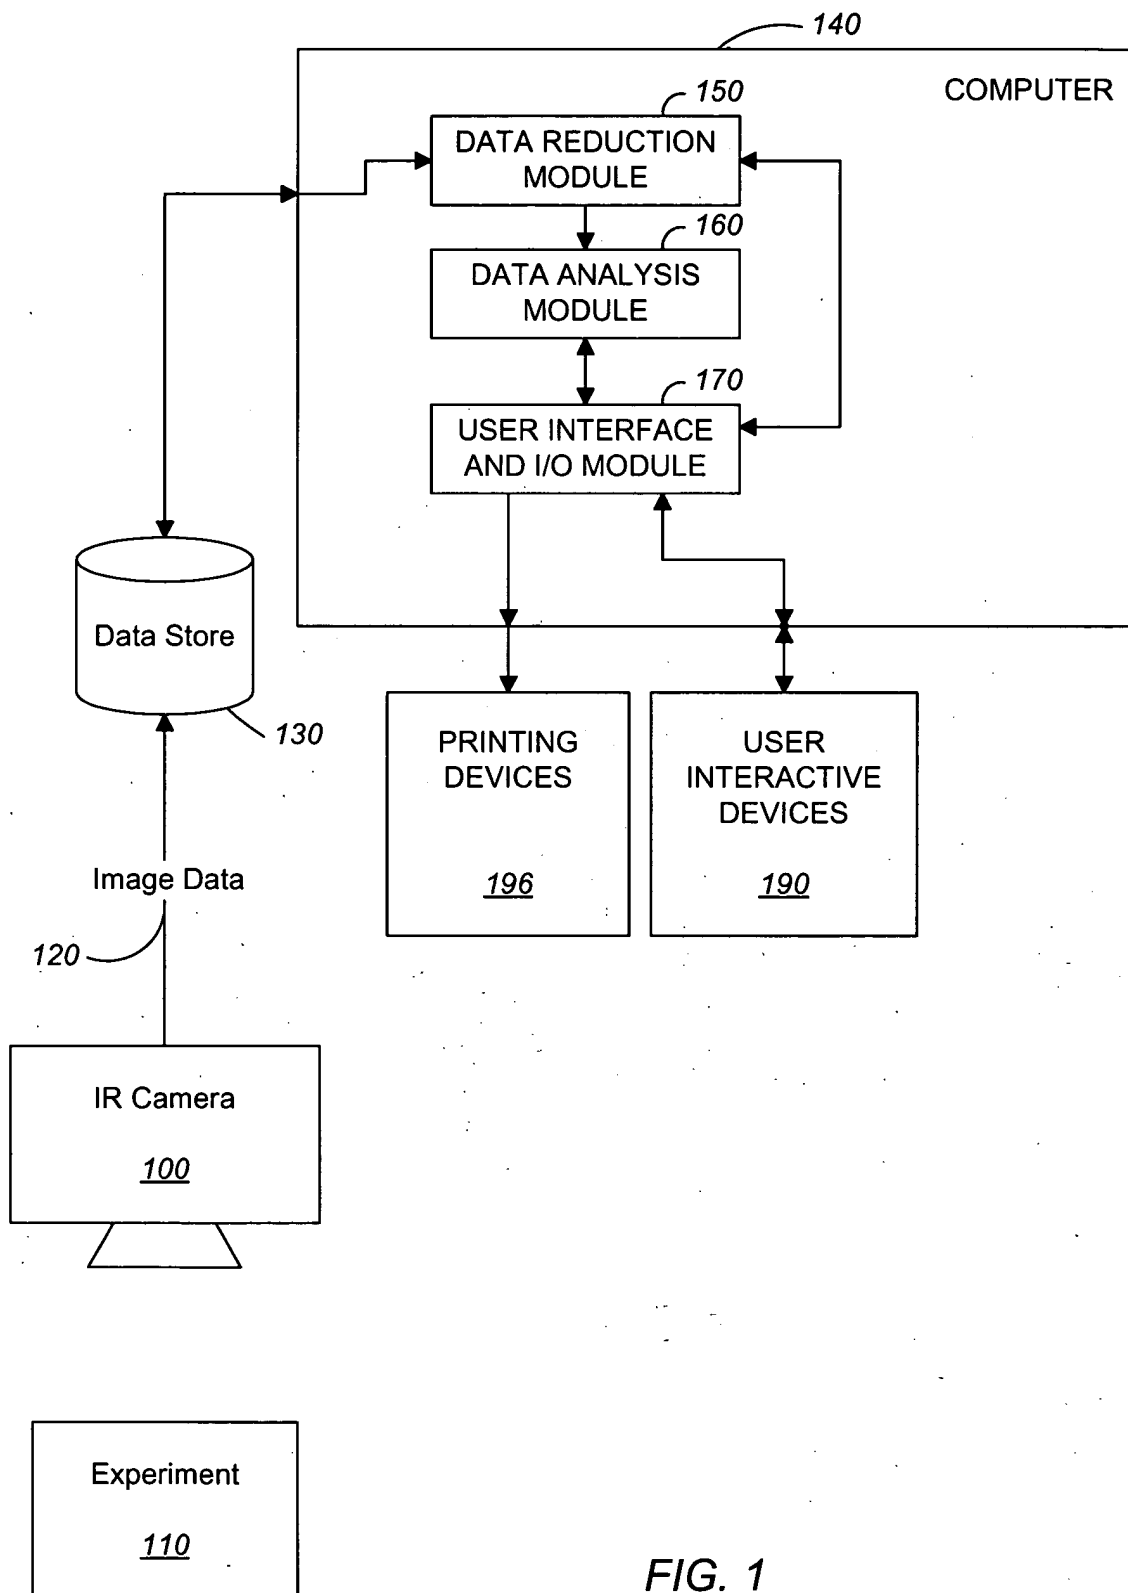 140
COMPUTER
150
DATA REDUCTION
MODULE
160
DATA ANALYSIS
MODULE
170
USER INTERFACE
AND I/O MODULE
Data Store
130
PRINTING
DEVICES
196
USER
INTERACTIVE
DEVICES
190
Image Data
120
IR Camera
100
Experiment
110
FIG. 1